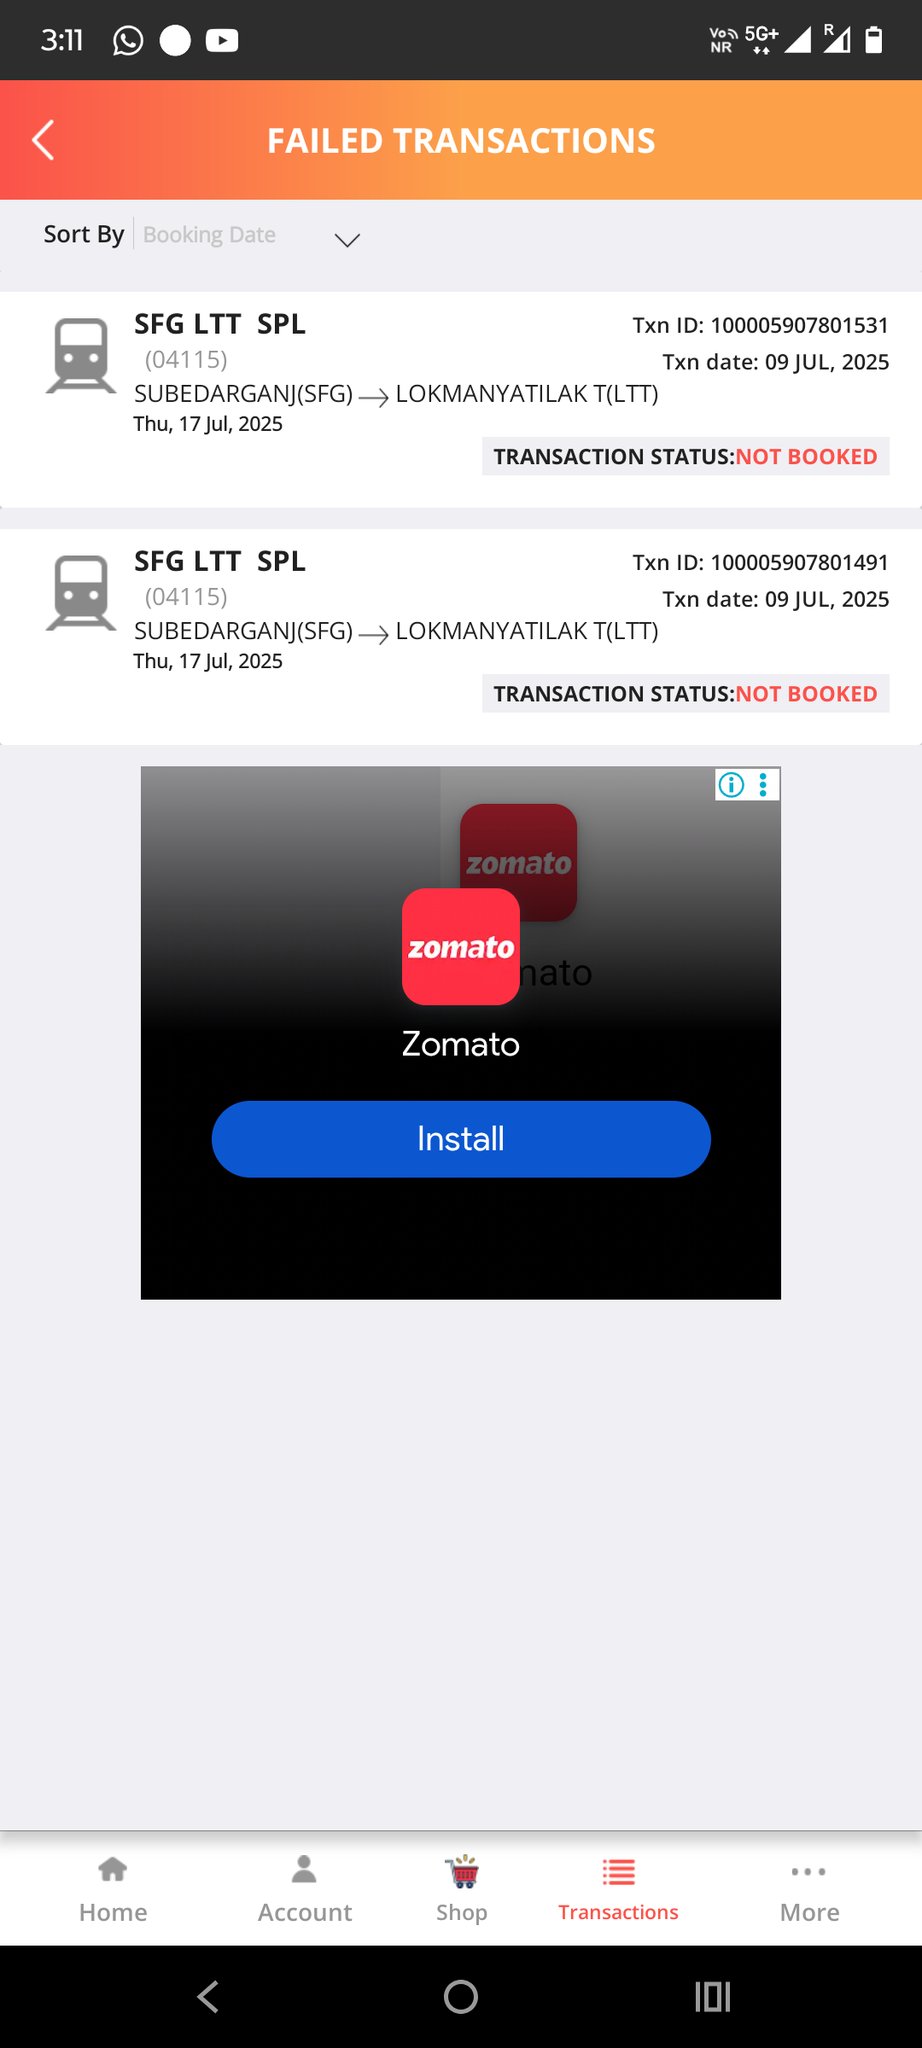 3:11
Vo
NR
5G+
R
FAILED TRANSACTIONS
Sort By
Booking Date
SFG LTT  SPL
Txn ID: 100005907801531
(04115)
Txn date: 09 JUL, 2025
SUBEDARGANJ(SFG) → LOKMANYATILAK T(LTT)
Thu, 17 Jul, 2025
TRANSACTION STATUS:NOT BOOKED
SFG LTT  SPL
Txn ID: 100005907801491
(04115)
Txn date: 09 JUL, 2025
SUBEDARGANJ(SFG) → LOKMANYATILAK T(LTT)
Thu, 17 Jul, 2025
TRANSACTION STATUS:NOT BOOKED
zomato
zomato
mato
Zomato
Install
Home
Account
Shop
Transactions
More